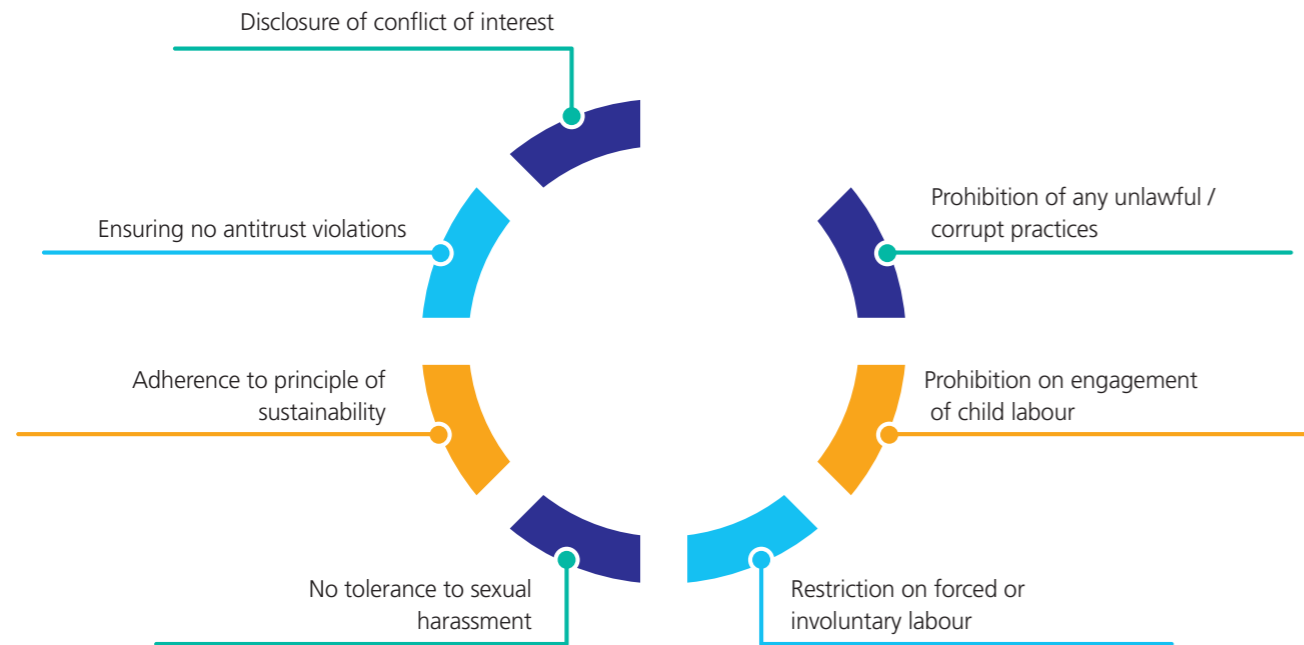 Disclosure of conflict of interest
Ensuring no antitrust violations
Adherence to principle of
sustainability
No tolerance to sexual
harassment
Prohibition of any unlawful /
corrupt practices
Prohibition on engagement
of child labour
Restriction on forced or
involuntary labour